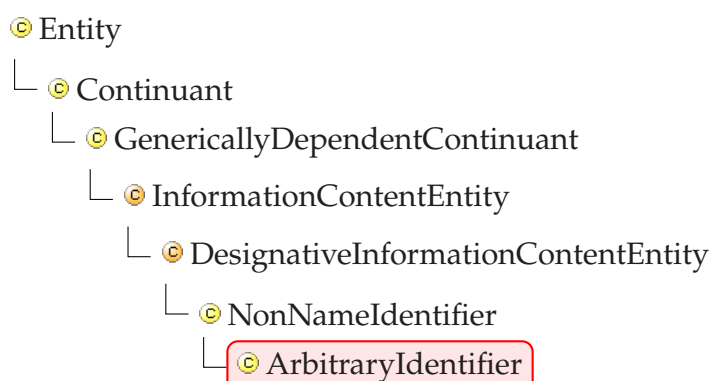 Entity
Continuant
GenericallyDependentContinuant
InformationContentEntity
DesignativeInformationContentEntity
NonNameIdentifier
ArbitraryIdentifier